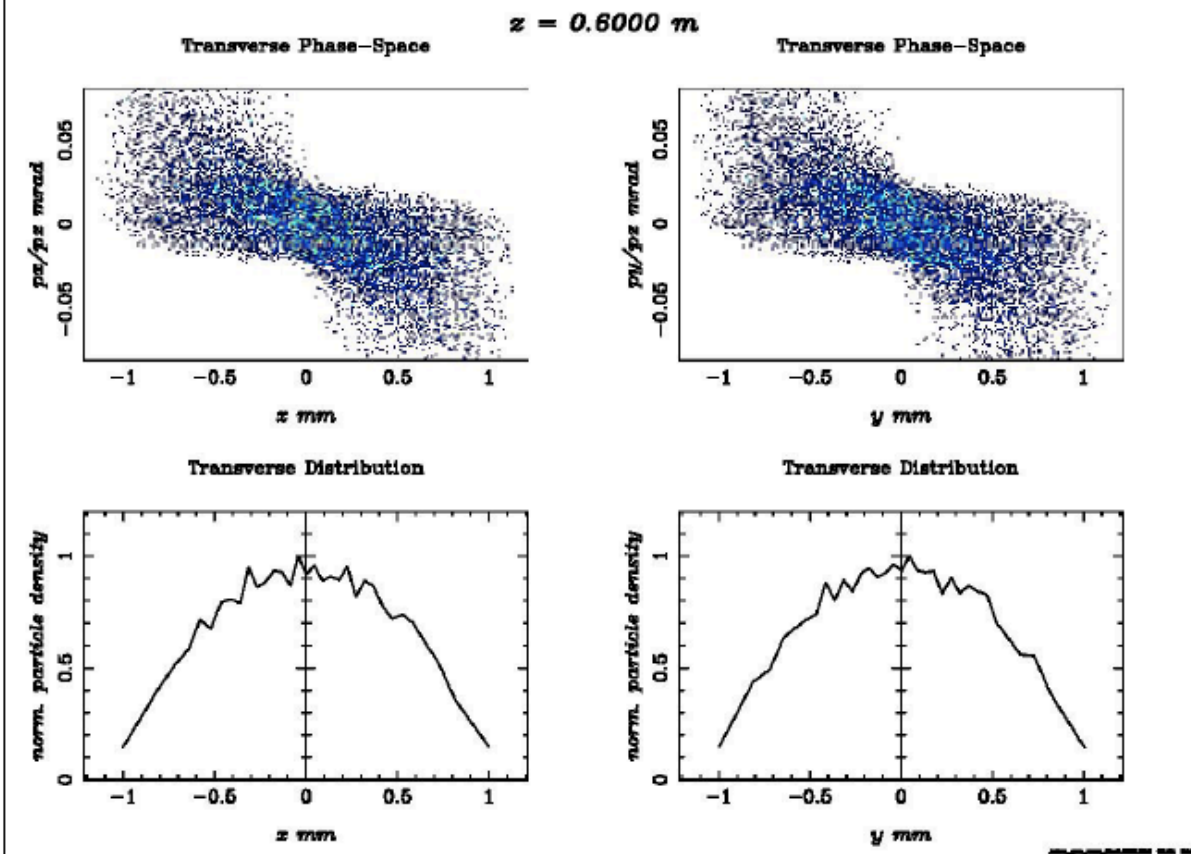 z = 0.6000 m
Transverse Phase-Space
Transverse Phase-Space
px/pz mrad
0.05
0
-0.05
-1 -0.5 0 0.5 1
x mm
py/pz mrad
0.05
0
-0.05
-1 -0.5 0 0.5 1
y mm
Transverse Distribution
Transverse Distribution
norm. particle density
1
0.5
0
-1 -0.5 0 0.5 1
x mm
norm. particle density
1
0.5
0
-1 -0.5 0 0.5 1
y mm